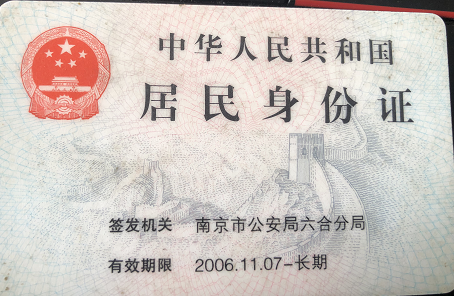 中华人民共和国
居民身份证
签发机关 南京市公安局六合分局
有效期限 2006.11.07-长期